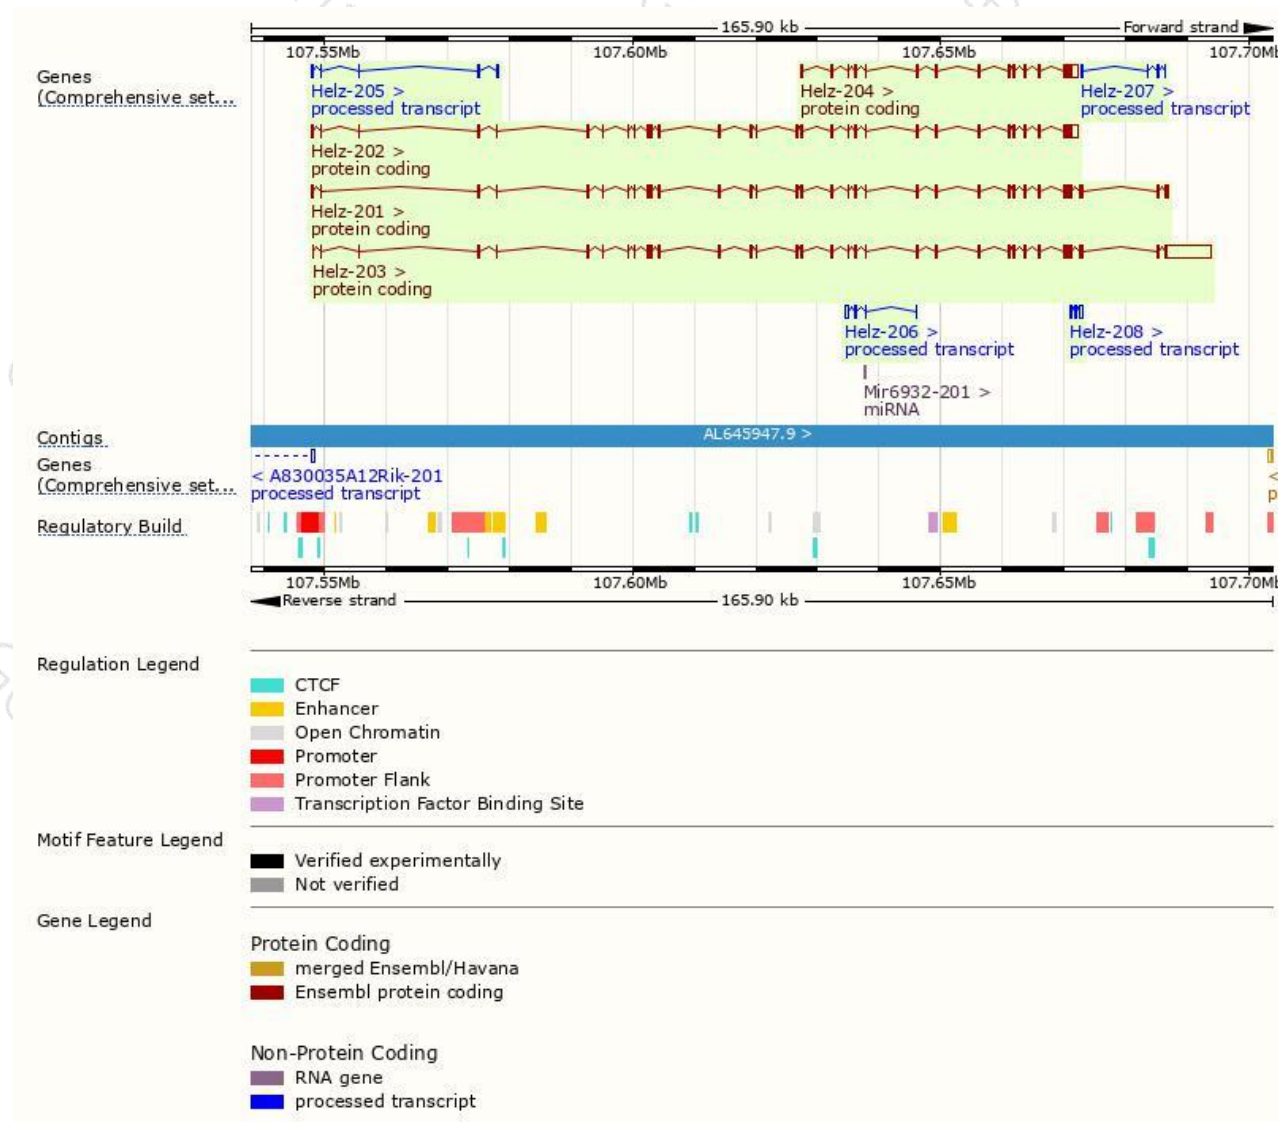 165.90 kb Forward strand
107.55Mb 107.60Mb 107.65Mb 107.70Mb
Genes
(Comprehensive set...
Helz-205 >
processed transcript
Helz-204 >
protein coding
Helz-207 >
processed transcript
Helz-202 >
protein coding
Helz-201 >
protein coding
Helz-203 >
protein coding
Helz-206 >
processed transcript
Helz-208 >
processed transcript
Mir6932-201 >
miRNA
Contigs
AL645947.9 >
Genes
(Comprehensive set...
< A830035A12Rik-201
processed transcript
<
p
Regulatory Build
107.55Mb 107.60Mb 107.65Mb 107.70Mb
Reverse strand 165.90 kb
Regulation Legend
CTCF
Enhancer
Open Chromatin
Promoter
Promoter Flank
Transcription Factor Binding Site
Motif Feature Legend
Verified experimentally
Not verified
Gene Legend
Protein Coding
merged Ensembl/Havana
Ensembl protein coding
Non-Protein Coding
RNA gene
processed transcript